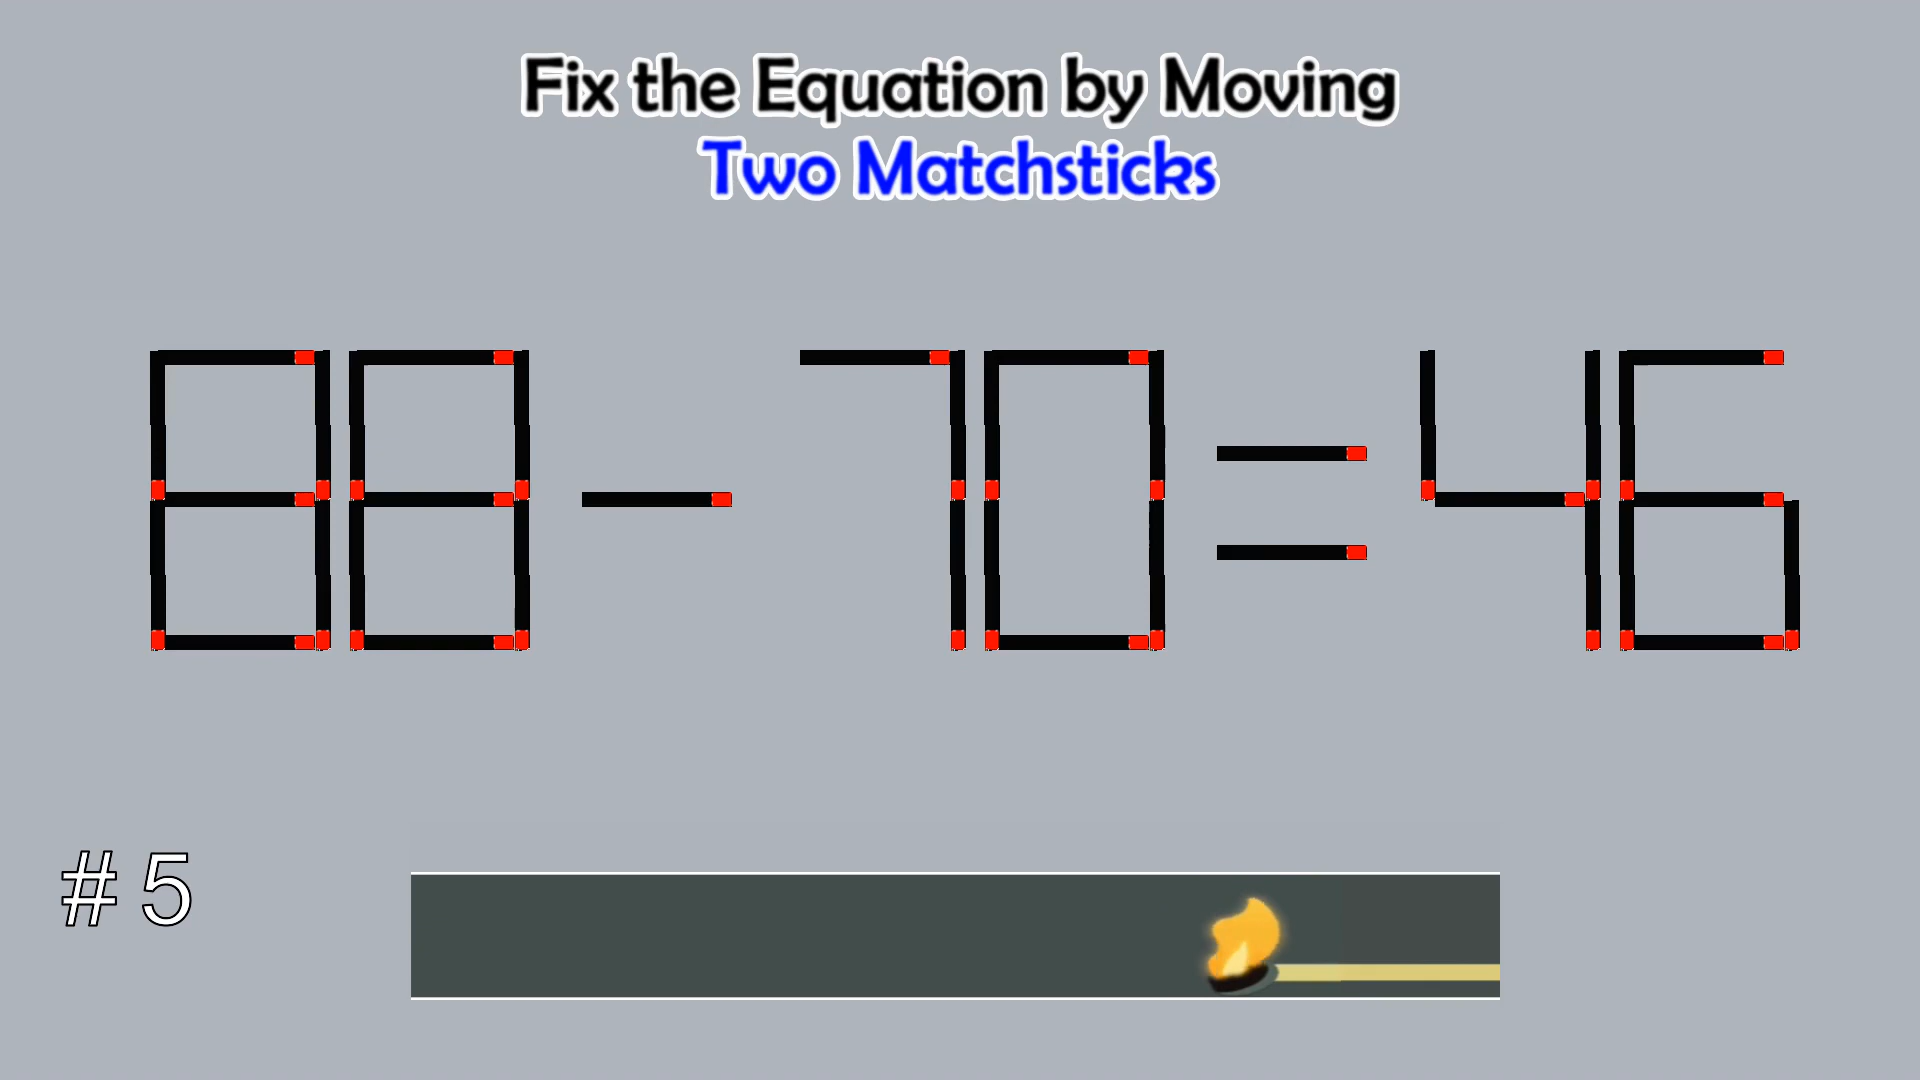 Fix the Equation by Moving
Two Matchsticks
88-70=46
#5